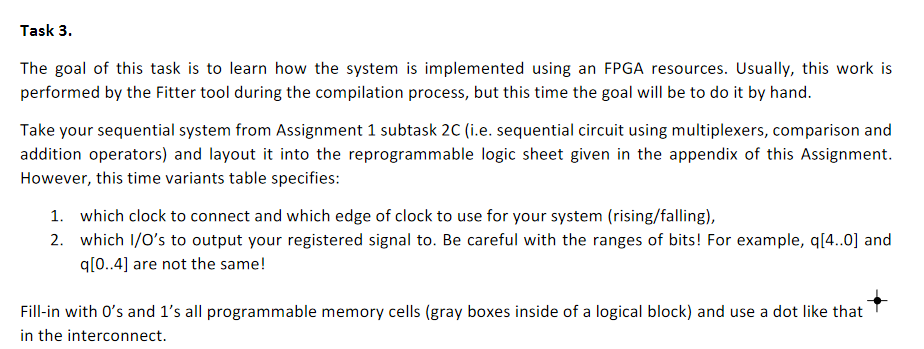 Task 3.
The goal of this task is to learn how the system is implemented using an FPGA resources. Usually, this work is
performed by the Fitter tool during the compilation process, but this time the goal will be to do it by hand.
Take your sequential system from Assignment 1 subtask 2C (i.e. sequential circuit using multiplexers, comparison and
addition operators) and layout it into the reprogrammable logic sheet given in the appendix of this Assignment.
However, this time variants table specifies:
1. which clock to connect and which edge of clock to use for your system (rising/falling),
2. which I/O's to output your registered signal to. Be careful with the ranges of bits! For example, q[4..0] and
q[0..4] are not the same!
Fill-in with 0's and 1's all programmable memory cells (gray boxes inside of a logical block) and use a dot like that
in the interconnect.